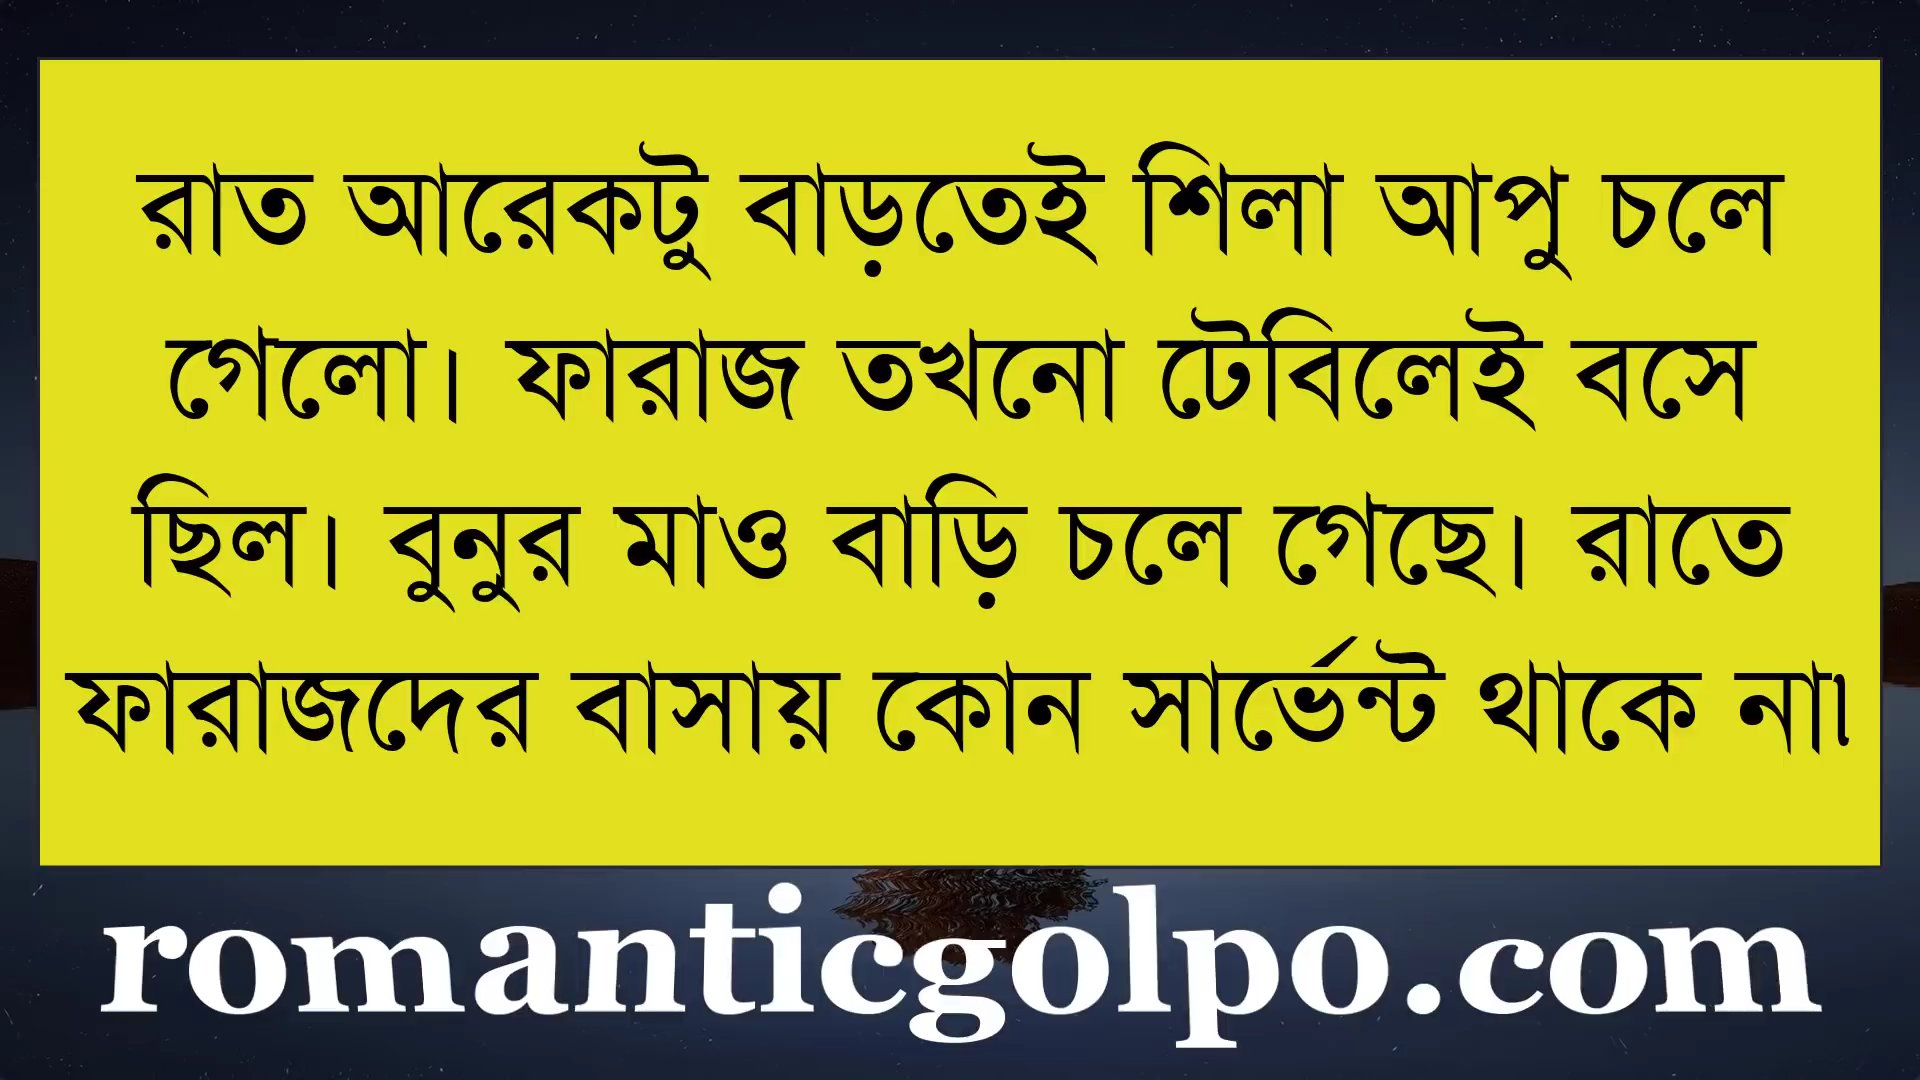 রাত আরেকটু বাড়তেই শিলা আপু চলে
গেলো। ফারাজ তখনো টেবিলেই বসে
ছিল। বুনুর মাও বাড়ি চলে গেছে। রাতে
ফারাজদের বাসায় কোন সার্ভেন্ট থাকে না৷
romanticgolpo.com